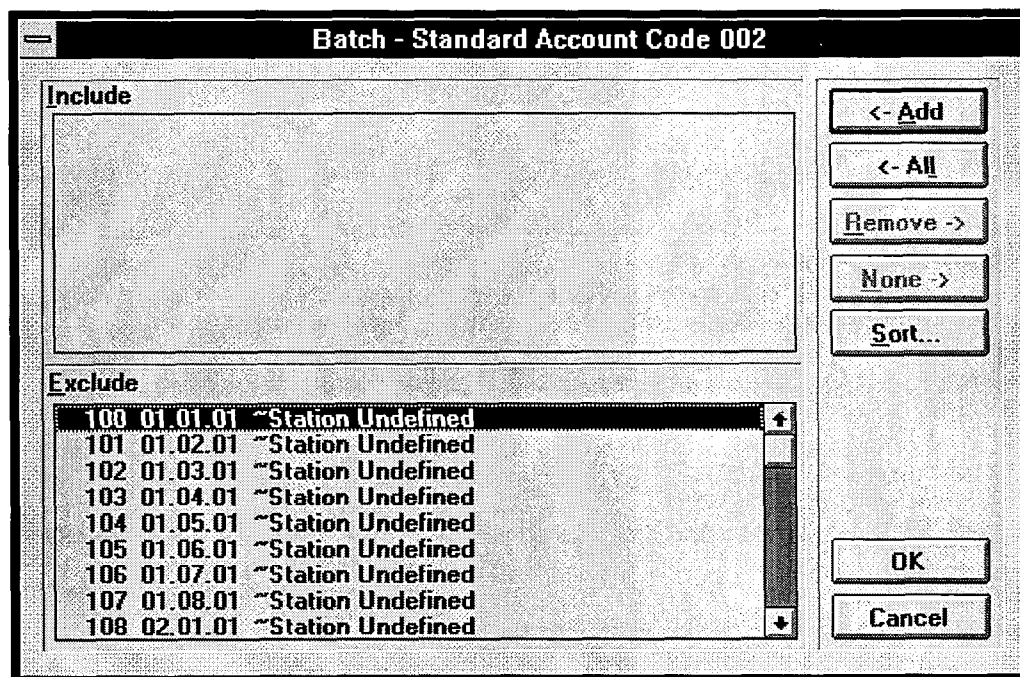 Batch - Standard Account Code 002
Include
<- Add
<- All
Remove ->
None ->
Sort...
Exclude
100 01.01.01 ~Station Undefined
101 01.02.01 ~Station Undefined
102 01.03.01 ~Station Undefined
103 01.04.01 ~Station Undefined
104 01.05.01 ~Station Undefined
105 01.06.01 ~Station Undefined
106 01.07.01 ~Station Undefined
107 01.08.01 ~Station Undefined
108 02.01.01 ~Station Undefined
OK
Cancel